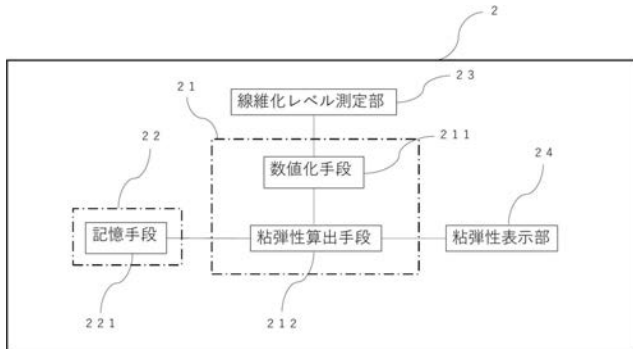 ２
２３
２１
線維化レベル測定部
２１１
２２
数値化手段
２４
記憶手段
粘弾性算出手段
粘弾性表示部
２２１
２１２